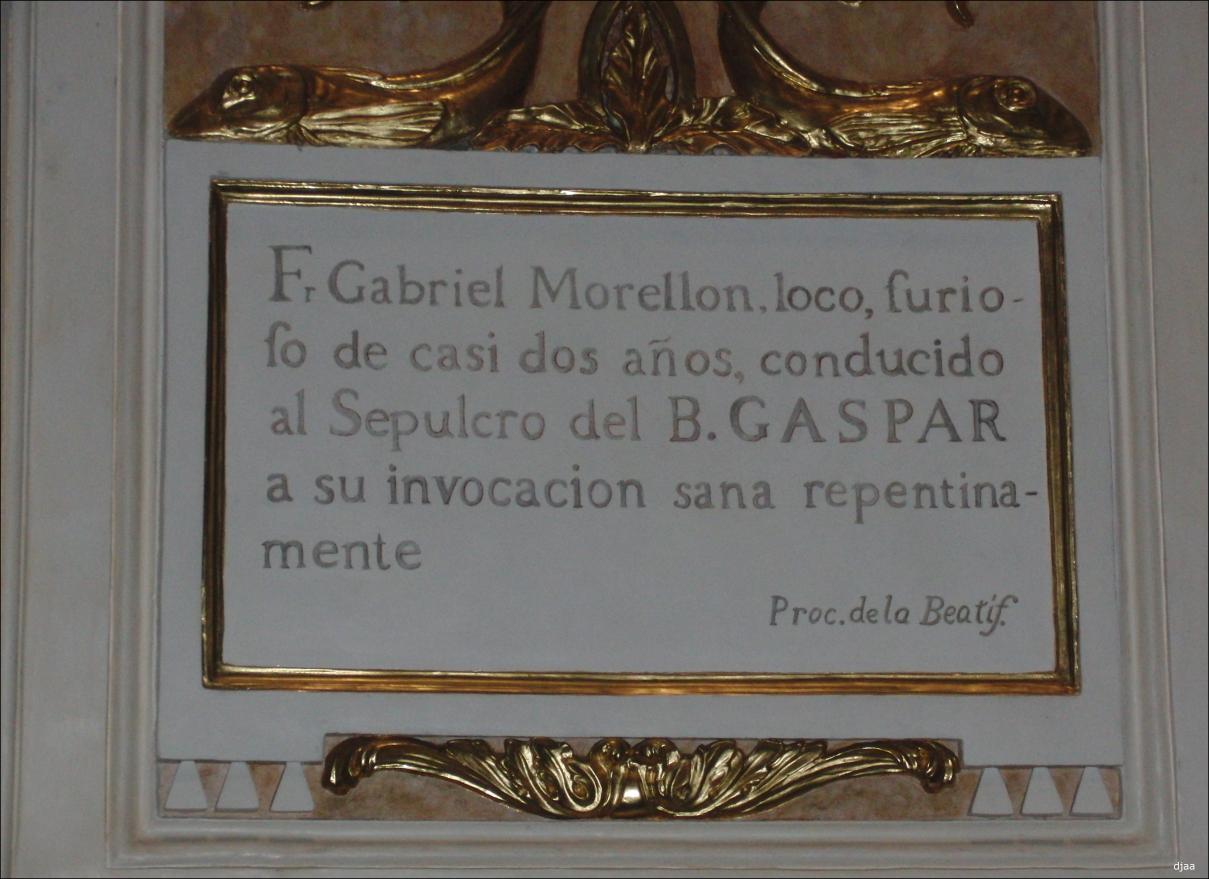 Fr Gabriel Morellon, loco, furio-
ſo de casi dos años, conducido
al Sepulcro del B. GASPAR
a su invocacion sana repentina-
mente
Proc. de la Beatif.
djaa